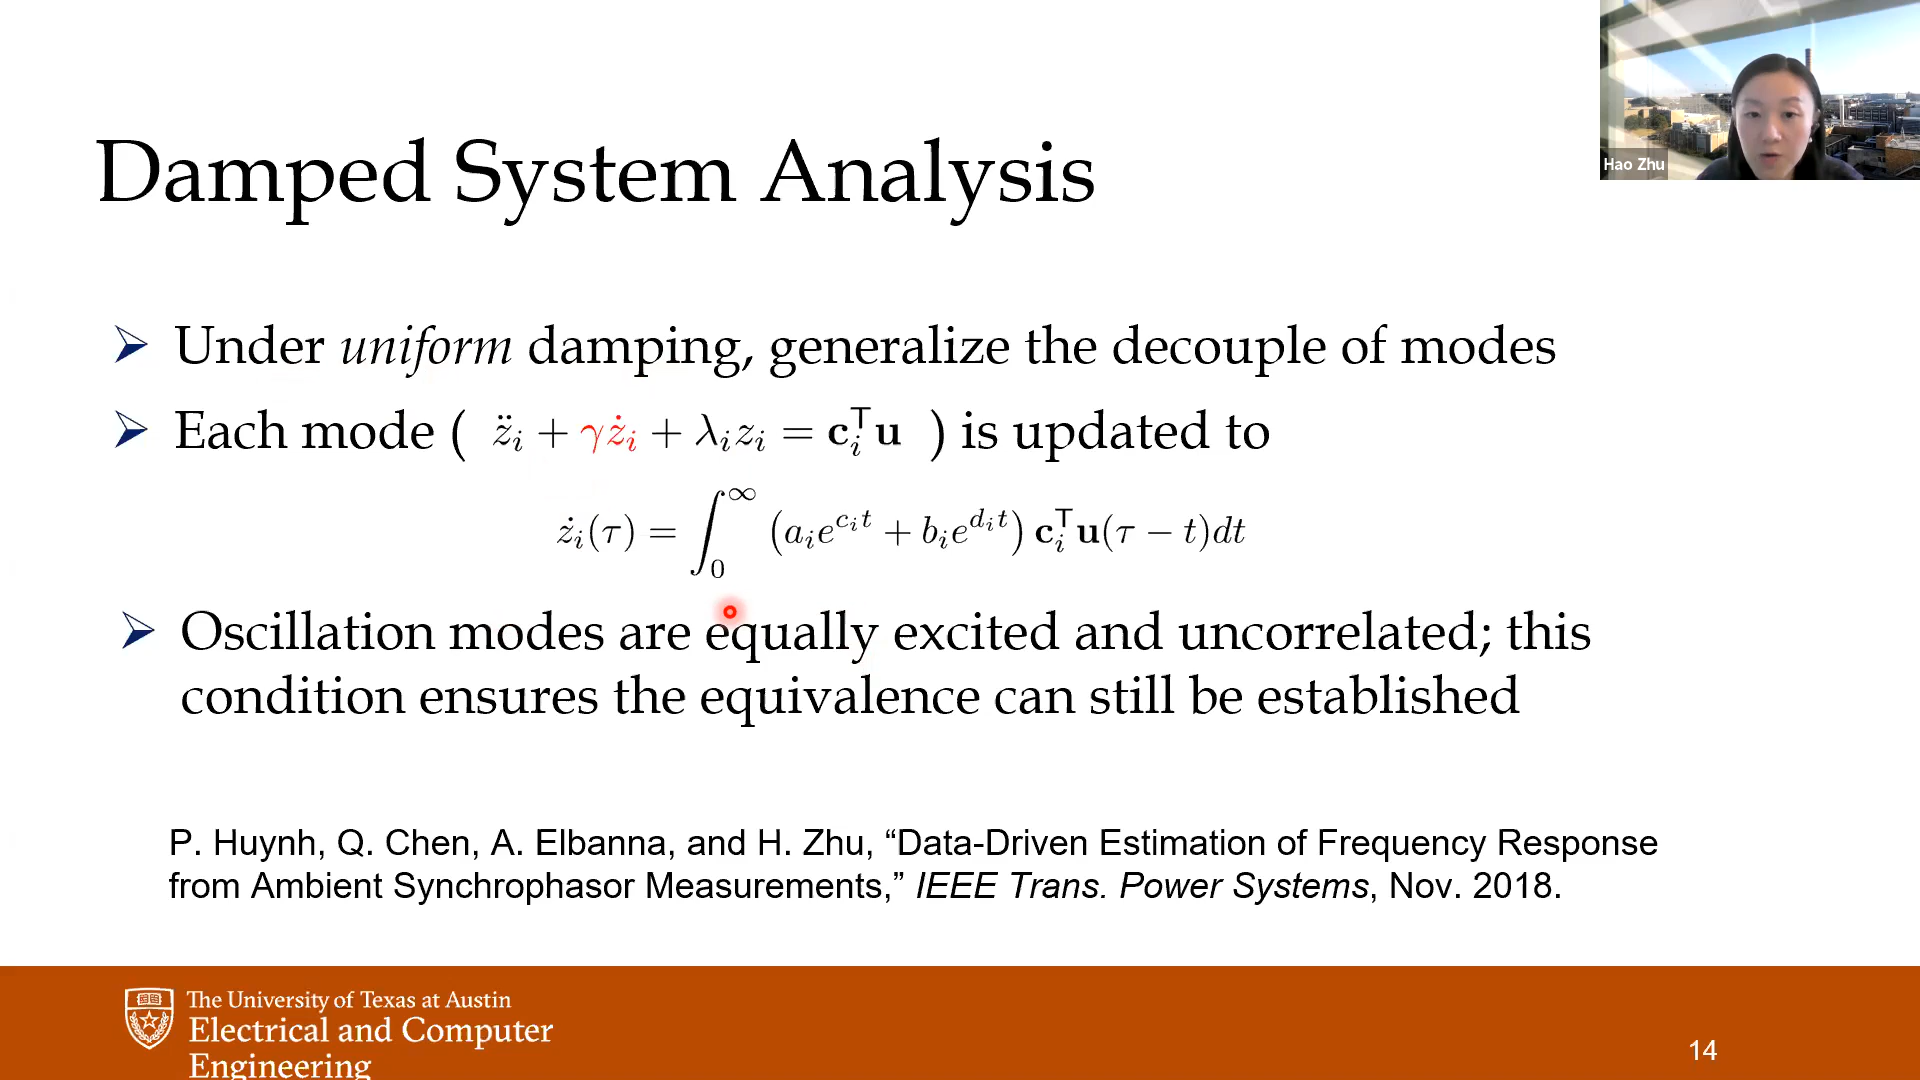 Hao Zhu
Damped System Analysis
Under uniform damping, generalize the decouple of modes
Each mode ( z̈ᵢ + γżᵢ + λᵢzᵢ = cᵢᵀu ) is updated to
żᵢ(τ) = ∫₀^∞ (aᵢe^{cᵢt} + bᵢe^{dᵢt}) cᵢᵀu(τ − t)dt
Oscillation modes are equally excited and uncorrelated; this
condition ensures the equivalence can still be established
P. Huynh, Q. Chen, A. Elbanna, and H. Zhu, “Data-Driven Estimation of Frequency Response
from Ambient Synchrophasor Measurements,” IEEE Trans. Power Systems, Nov. 2018.
The University of Texas at Austin
Electrical and Computer
Engineering
14